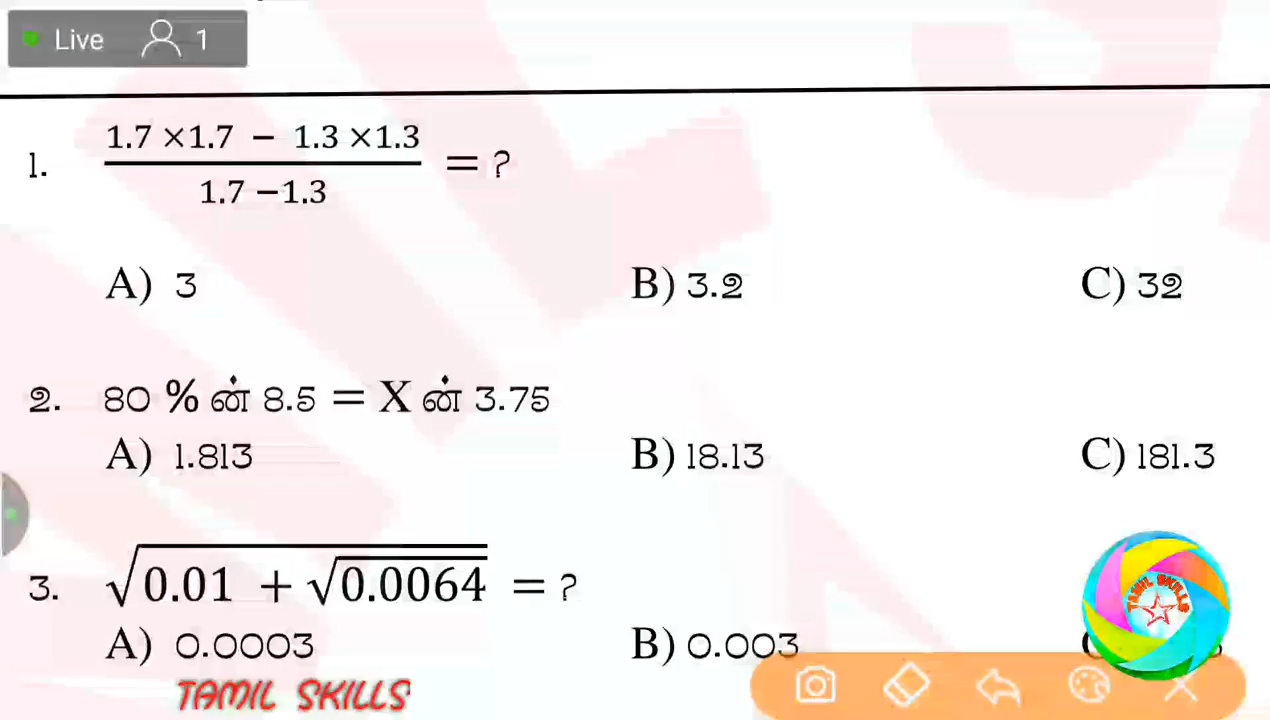 Live 1
1. 1.7 ×1.7 − 1.3 ×1.3 / 1.7 −1.3 = ?
A) 3 B) 3.2 C) 32
2. 80 % ன் 8.5 = X ன் 3.75
A) 1.813 B) 18.13 C) 181.3
3. √(0.01 + √0.0064) = ?
A) 0.0003 B) 0.003
TAMIL SKILLS
TAMIL SKILLS